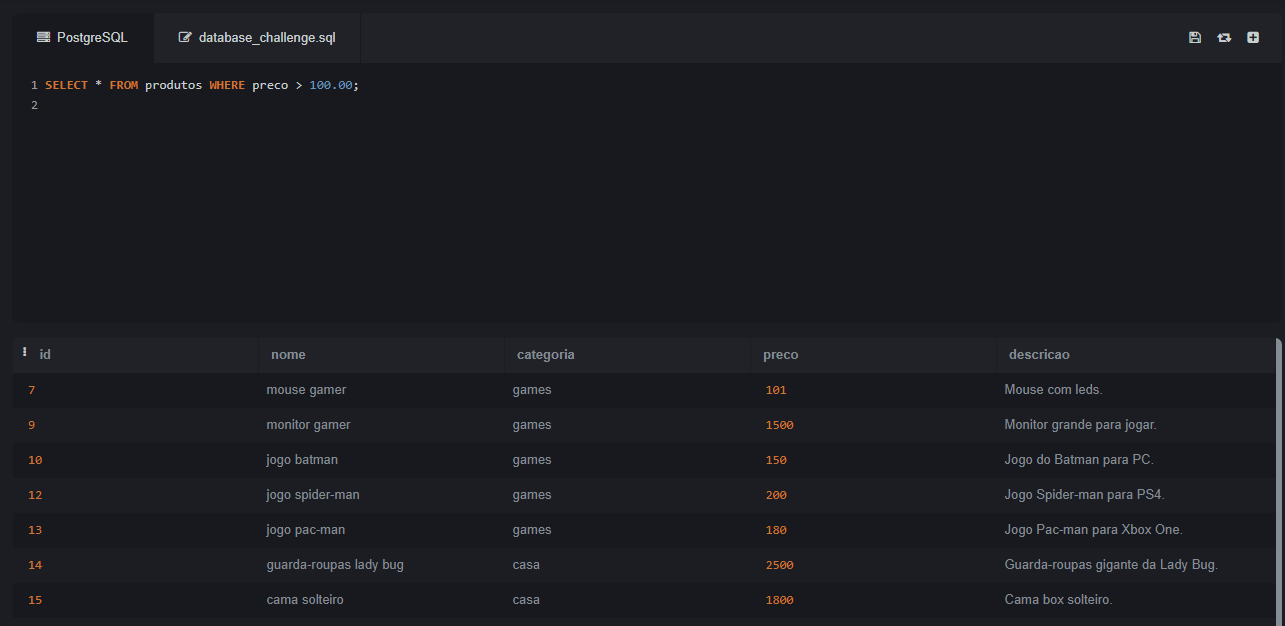 PostgreSQL database_challenge.sql
1 SELECT * FROM produtos WHERE preco > 100.00;
2
id nome categoria preco descricao
7 mouse gamer games 101 Mouse com leds.
9 monitor gamer games 1500 Monitor grande para jogar.
10 jogo batman games 150 Jogo do Batman para PC.
12 jogo spider-man games 200 Jogo Spider-man para PS4.
13 jogo pac-man games 180 Jogo Pac-man para Xbox One.
14 guarda-roupas lady bug casa 2500 Guarda-roupas gigante da Lady Bug.
15 cama solteiro casa 1800 Cama box solteiro.